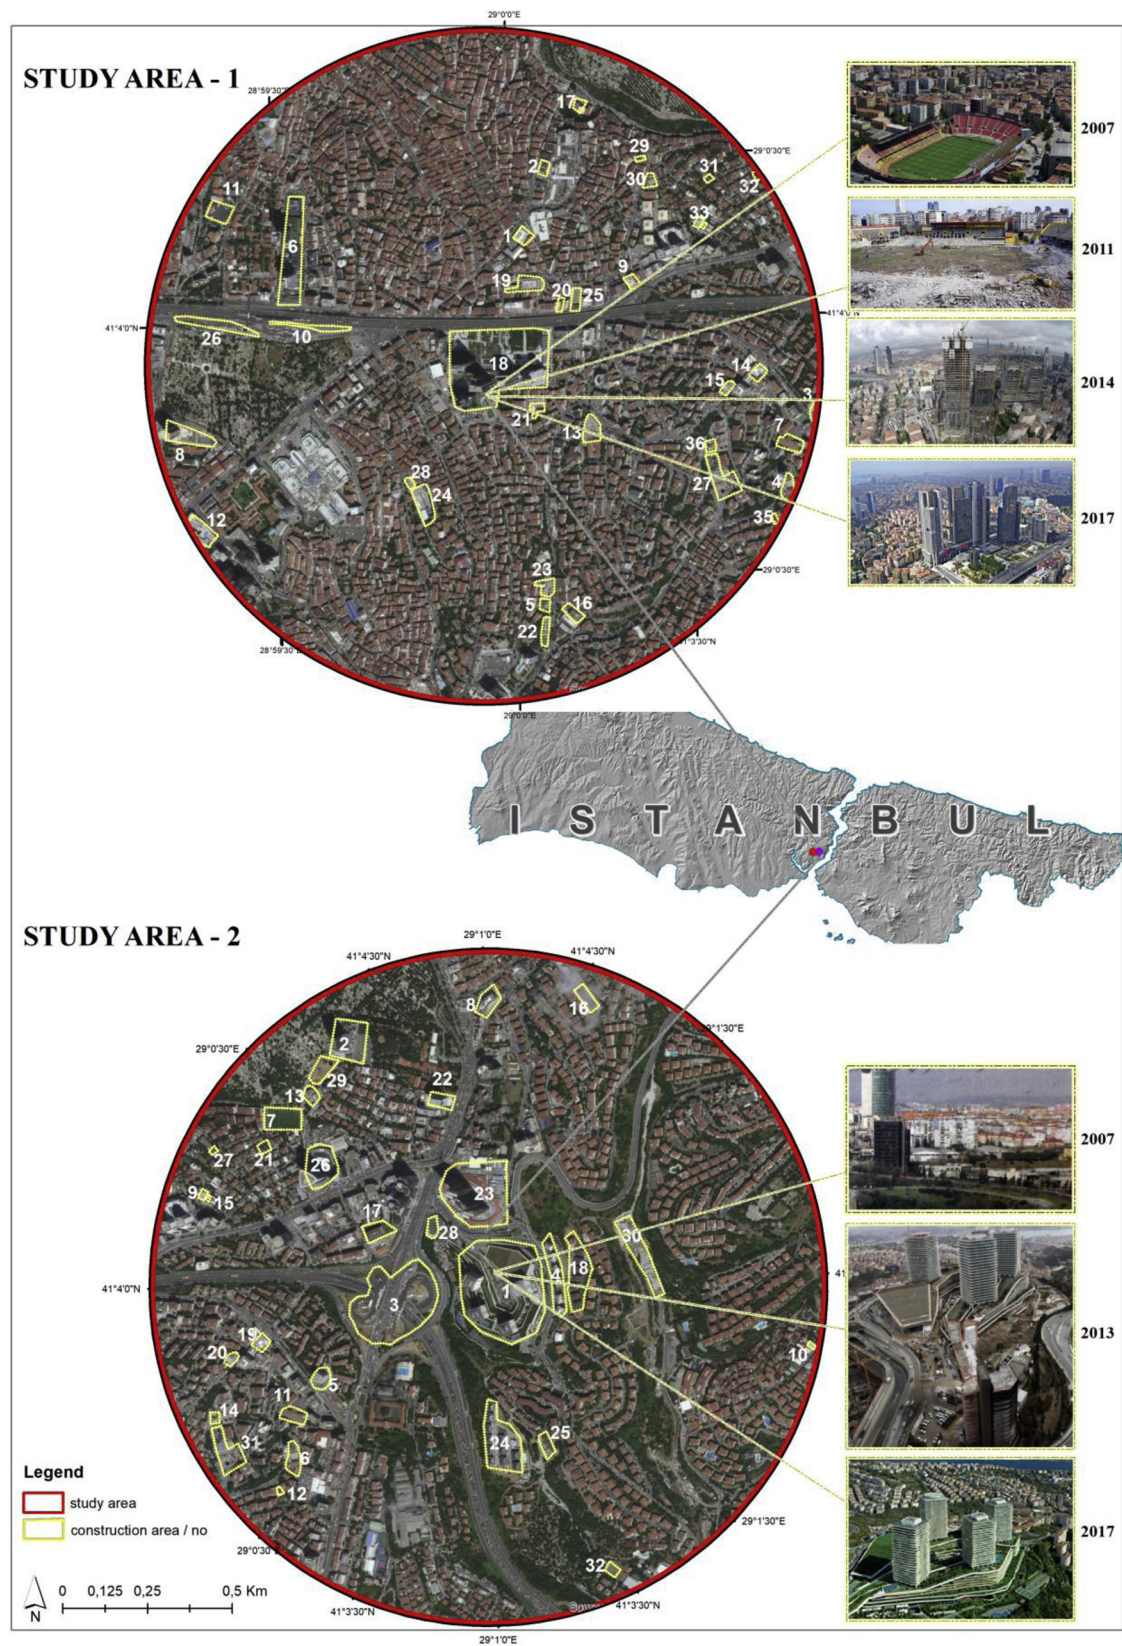 29°0'0"E
STUDY AREA - 1
28°59'30"E
17
2007
29
29°0'30"E
2
30
31
32
11
33
6
1
2011
9
19
20
25
41°4'0"N
41°4'0"N
26
10
18
14
2014
15
3
21
13
7
8
36
28
27
4
24
12
35
2017
23
29°0'30"E
5
16
22
41°3'30"N
28°59'30"E
29°0'0"E
ISTANBUL
STUDY AREA - 2
29°1'0"E
41°4'30"N
41°4'30"N
8
16
29°1'30"E
2
29°0'30"E
29
13
22
7
2007
21
27
26
9
15
23
17
28
30
4
18
41°4'0"N
1
3
2013
19
10
20
5
11
14
31
24
25
6
Legend
study area
12
construction area / no
29°1'30"E
2017
29°0'30"E
32
0 0,125 0,25 0,5 Km
N
41°3'30"N
41°3'30"N
29°1'0"E